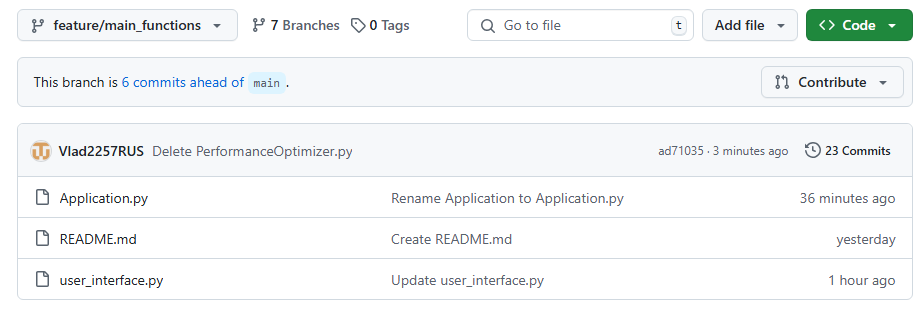 feature/main_functions 7 Branches 0 Tags Go to file t Add file Code
This branch is 6 commits ahead of main . Contribute
Vlad2257RUS Delete PerformanceOptimizer.py ad71035 · 3 minutes ago 23 Commits
Application.py Rename Application to Application.py 36 minutes ago
README.md Create README.md yesterday
user_interface.py Update user_interface.py 1 hour ago